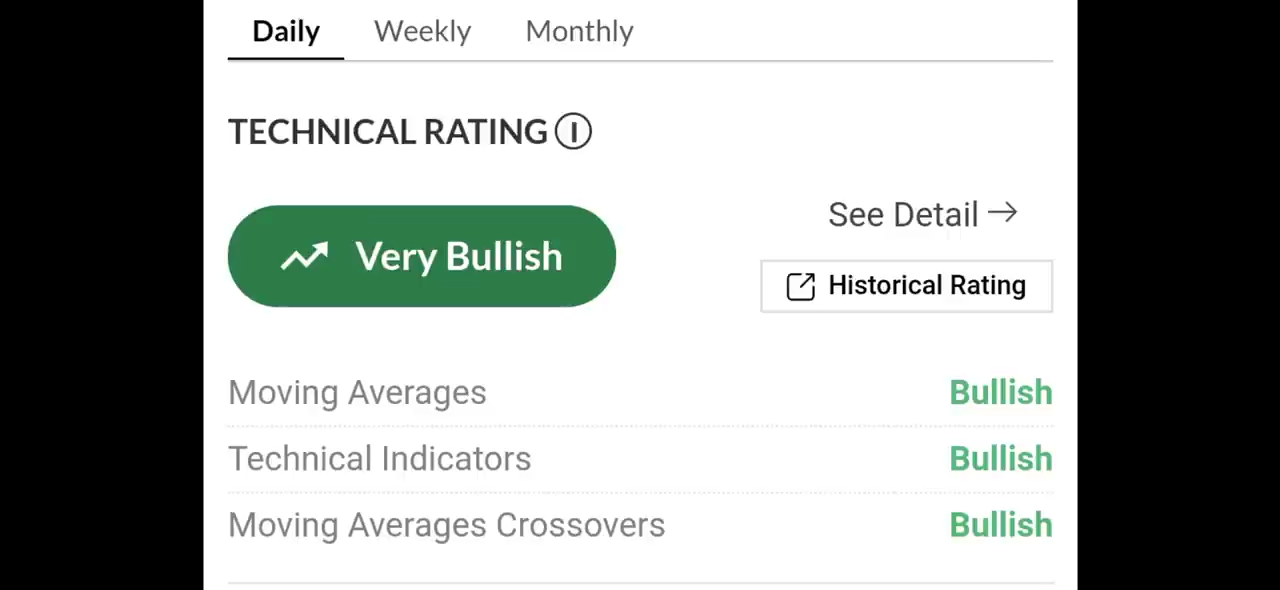 Daily Weekly Monthly
TECHNICAL RATING
Very Bullish
See Detail →
Historical Rating
Moving Averages Bullish
Technical Indicators Bullish
Moving Averages Crossovers Bullish